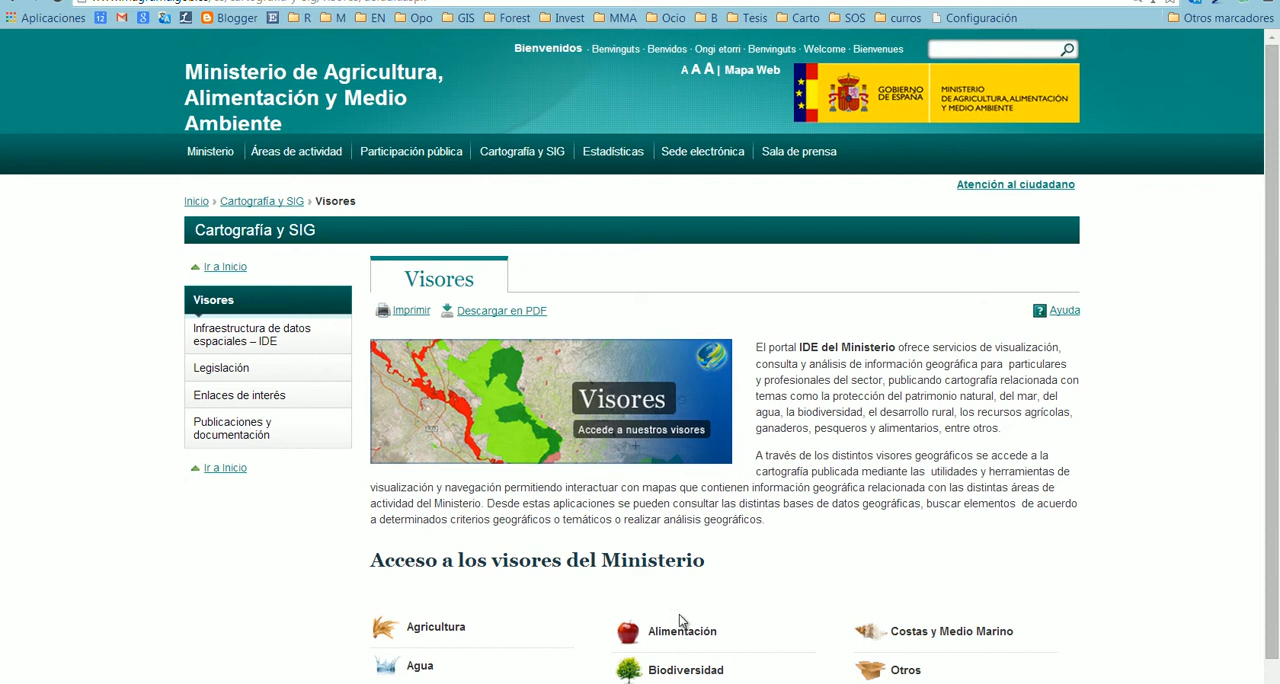 Aplicaciones 12 Blogger R M EN Opo GIS Forest Invest MMA Ocio B Tesis Carto SOS curros Configuración Otros marcadores
Bienvenidos · Benvinguts · Benvidos · Ongi etorri · Benvinguts · Welcome · Bienvenues
A A A | Mapa Web
Ministerio de Agricultura,
Alimentación y Medio
Ambiente
GOBIERNO
DE ESPAÑA
MINISTERIO
DE AGRICULTURA, ALIMENTACIÓN
Y MEDIO AMBIENTE
Ministerio Áreas de actividad Participación pública Cartografía y SIG Estadísticas Sede electrónica Sala de prensa
Atención al ciudadano
Inicio › Cartografía y SIG › Visores
Cartografía y SIG
Ir a Inicio
Visores
Infraestructura de datos
espaciales – IDE
Legislación
Enlaces de interés
Publicaciones y
documentación
Ir a Inicio
Visores
Imprimir Descargar en PDF ? Ayuda
Visores
Accede a nuestros visores
El portal IDE del Ministerio ofrece servicios de visualización,
consulta y análisis de información geográfica para particulares
y profesionales del sector, publicando cartografía relacionada con
temas como la protección del patrimonio natural, del mar, del
agua, la biodiversidad, el desarrollo rural, los recursos agrícolas,
ganaderos, pesqueros y alimentarios, entre otros.
A través de los distintos visores geográficos se accede a la
cartografía publicada mediante las utilidades y herramientas de
visualización y navegación permitiendo interactuar con mapas que contienen información geográfica relacionada con las distintas áreas de
actividad del Ministerio. Desde estas aplicaciones se pueden consultar las distintas bases de datos geográficas, buscar elementos de acuerdo
a determinados criterios geográficos o temáticos o realizar análisis geográficos.
Acceso a los visores del Ministerio
Agricultura Alimentación Costas y Medio Marino
Agua Biodiversidad Otros